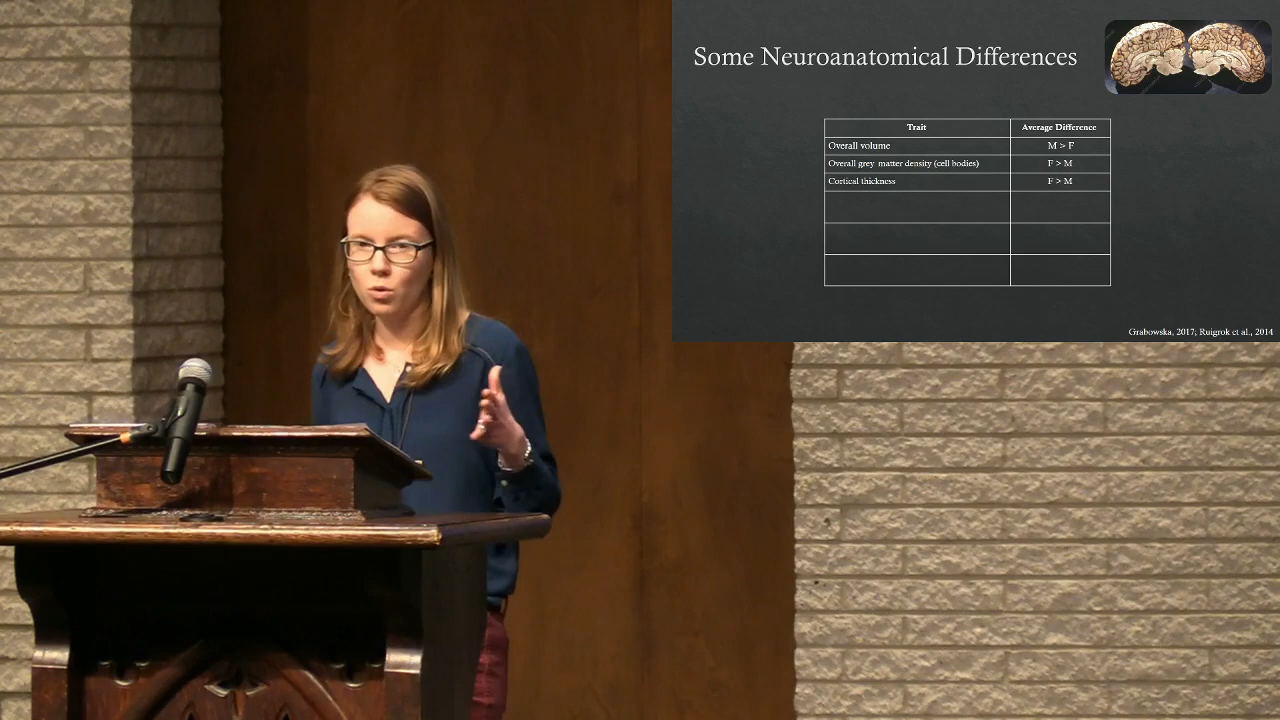 Some Neuroanatomical Differences
Trait Average Difference
Overall volume M > F
Overall grey matter density (cell bodies) F > M
Cortical thickness F > M
Grabowska, 2017; Ruigrok et al., 2014